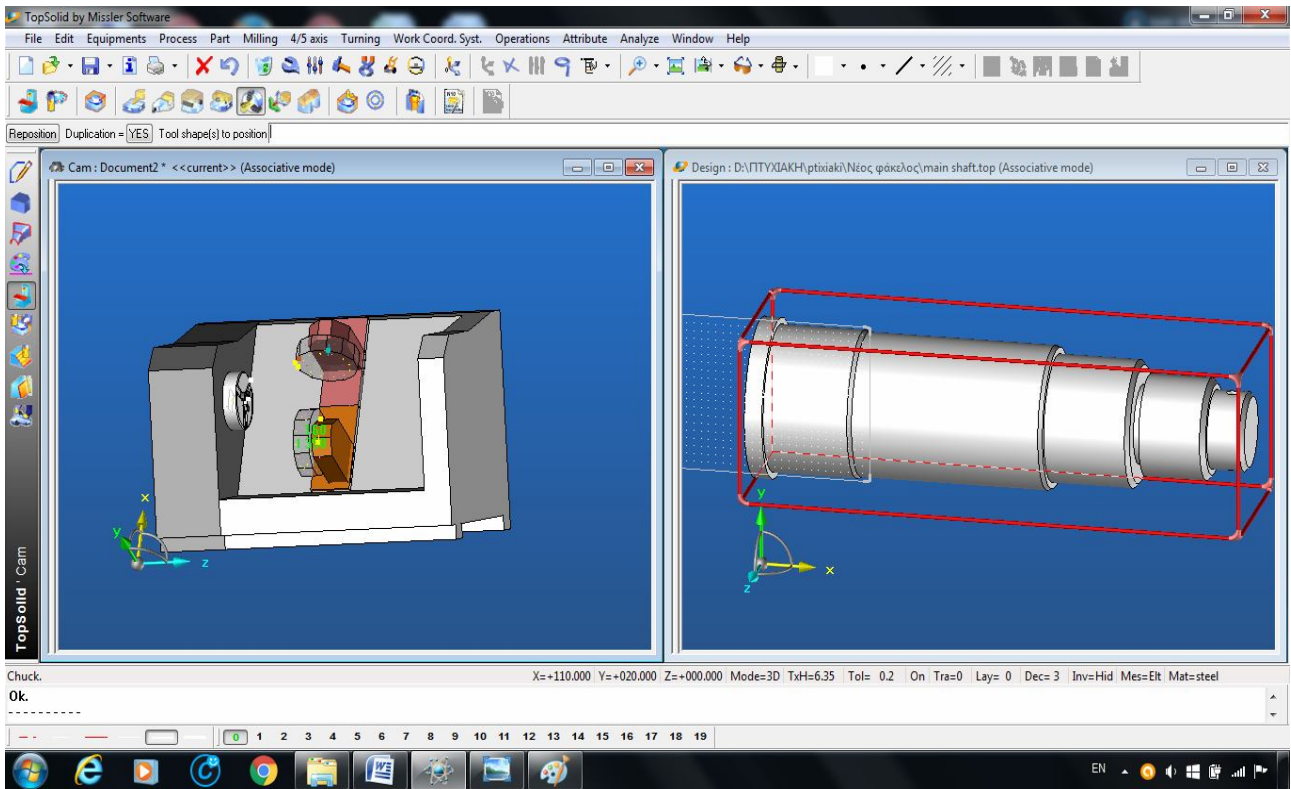 TopSolid by Missler Software
File Edit Equipments Process Part Milling 4/5 axis Turning Work Coord. Syst. Operations Attribute Analyze Window Help
Reposition Duplication = YES Tool shape(s) to position
Cam : Document2 * <<current>> (Associative mode)
Design : D:\ΠΤΥΧΙΑΚΗ\ptixiaki\Νέος φάκελος\main shaft.top (Associative mode)
x
y
z
y
x
z
TopSolid'Cam
Chuck.
X=+110.000 Y=+020.000 Z=+000.000 Mode=3D TxH=6.35 Tol= 0.2 On Tra=0 Lay= 0 Dec= 3 Inv=Hid Mes=Elt Mat=steel
Ok.
----------
0 1 2 3 4 5 6 7 8 9 10 11 12 13 14 15 16 17 18 19
EN